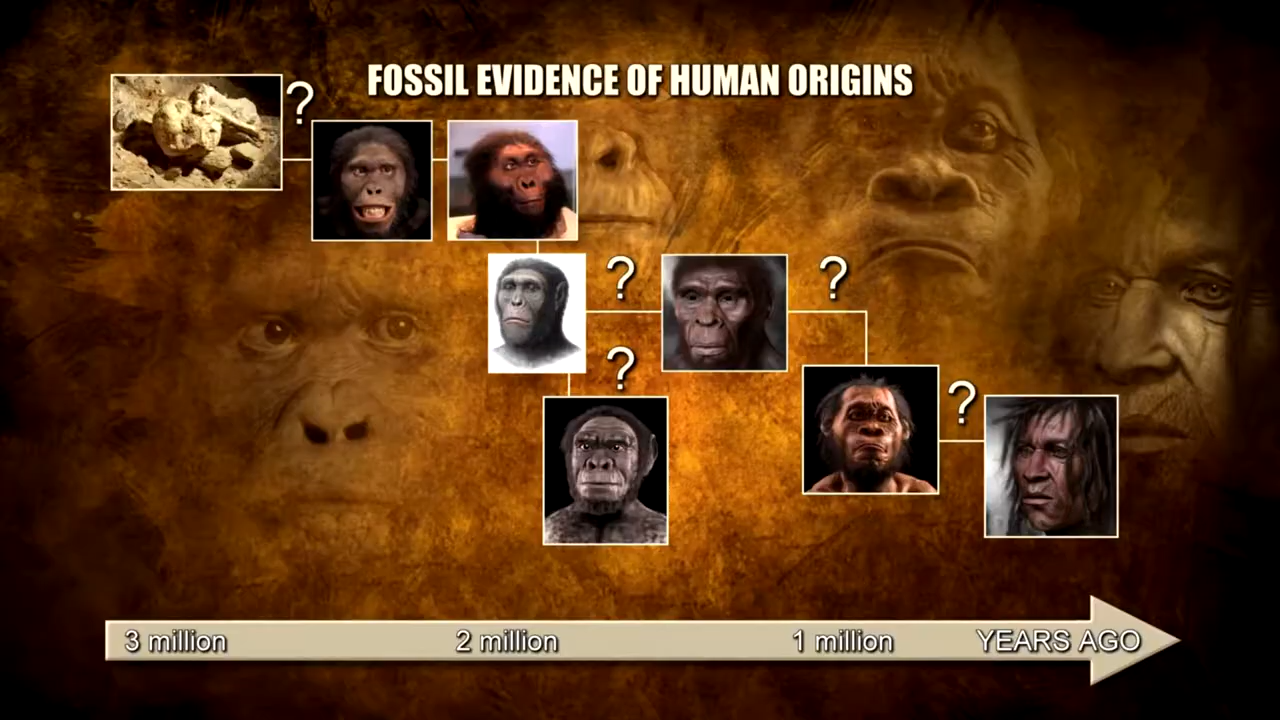 FOSSIL EVIDENCE OF HUMAN ORIGINS
?
?
?
?
?
3 million
2 million
1 million
YEARS AGO